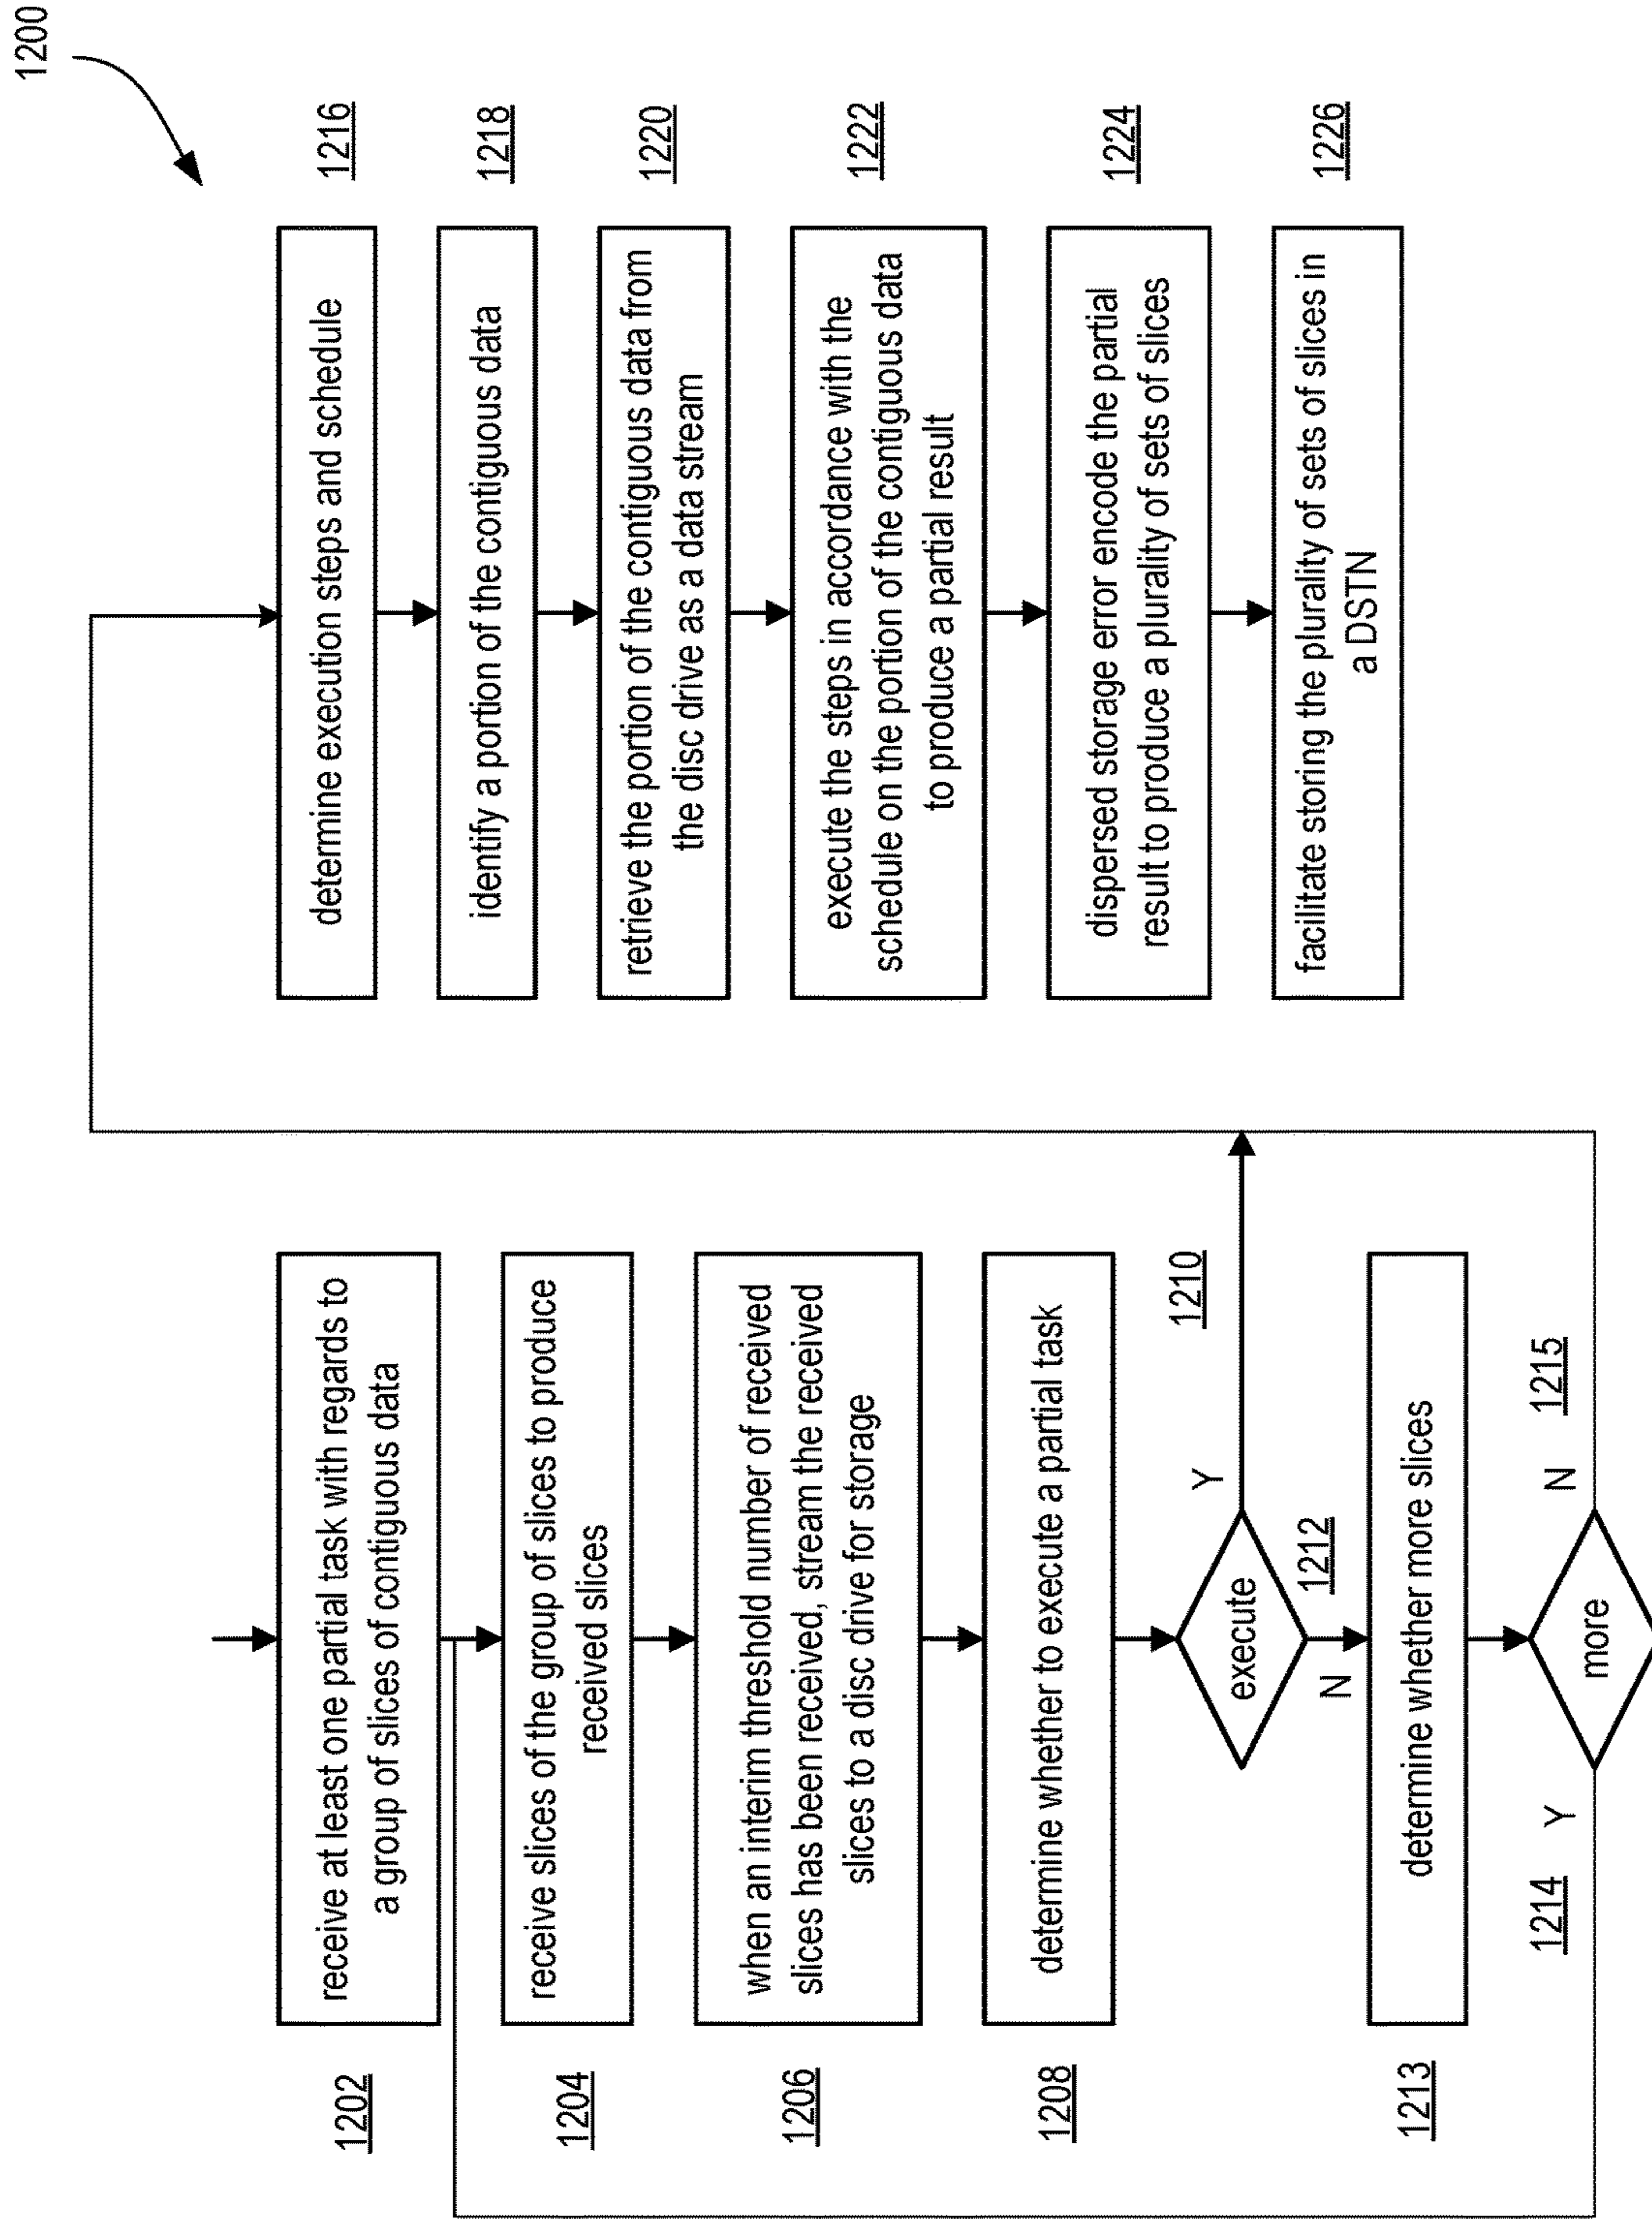 1200
1202
receive at least one partial task with regards to
a group of slices of contiguous data
1204
receive slices of the group of slices to produce
received slices
1206
when an interim threshold number of received
slices has been received, stream the received
slices to a disc drive for storage
1208
determine whether to execute a partial task
execute
Y
1210
N
1212
1213
determine whether more slices
1214
Y
more
N
1215
determine execution steps and schedule
1216
identify a portion of the contiguous data
1218
retrieve the portion of the contiguous data from
the disc drive as a data stream
1220
execute the steps in accordance with the
schedule on the portion of the contiguous data
to produce a partial result
1222
dispersed storage error encode the partial
result to produce a plurality of sets of slices
1224
facilitate storing the plurality of sets of slices in
a DSTN
1226